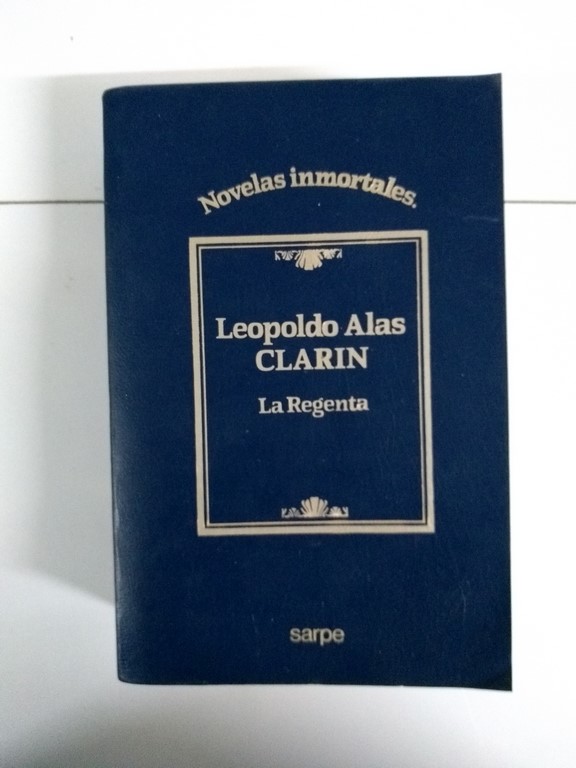 Novelas inmortales.
Leopoldo Alas
CLARIN
La Regenta
sarpe